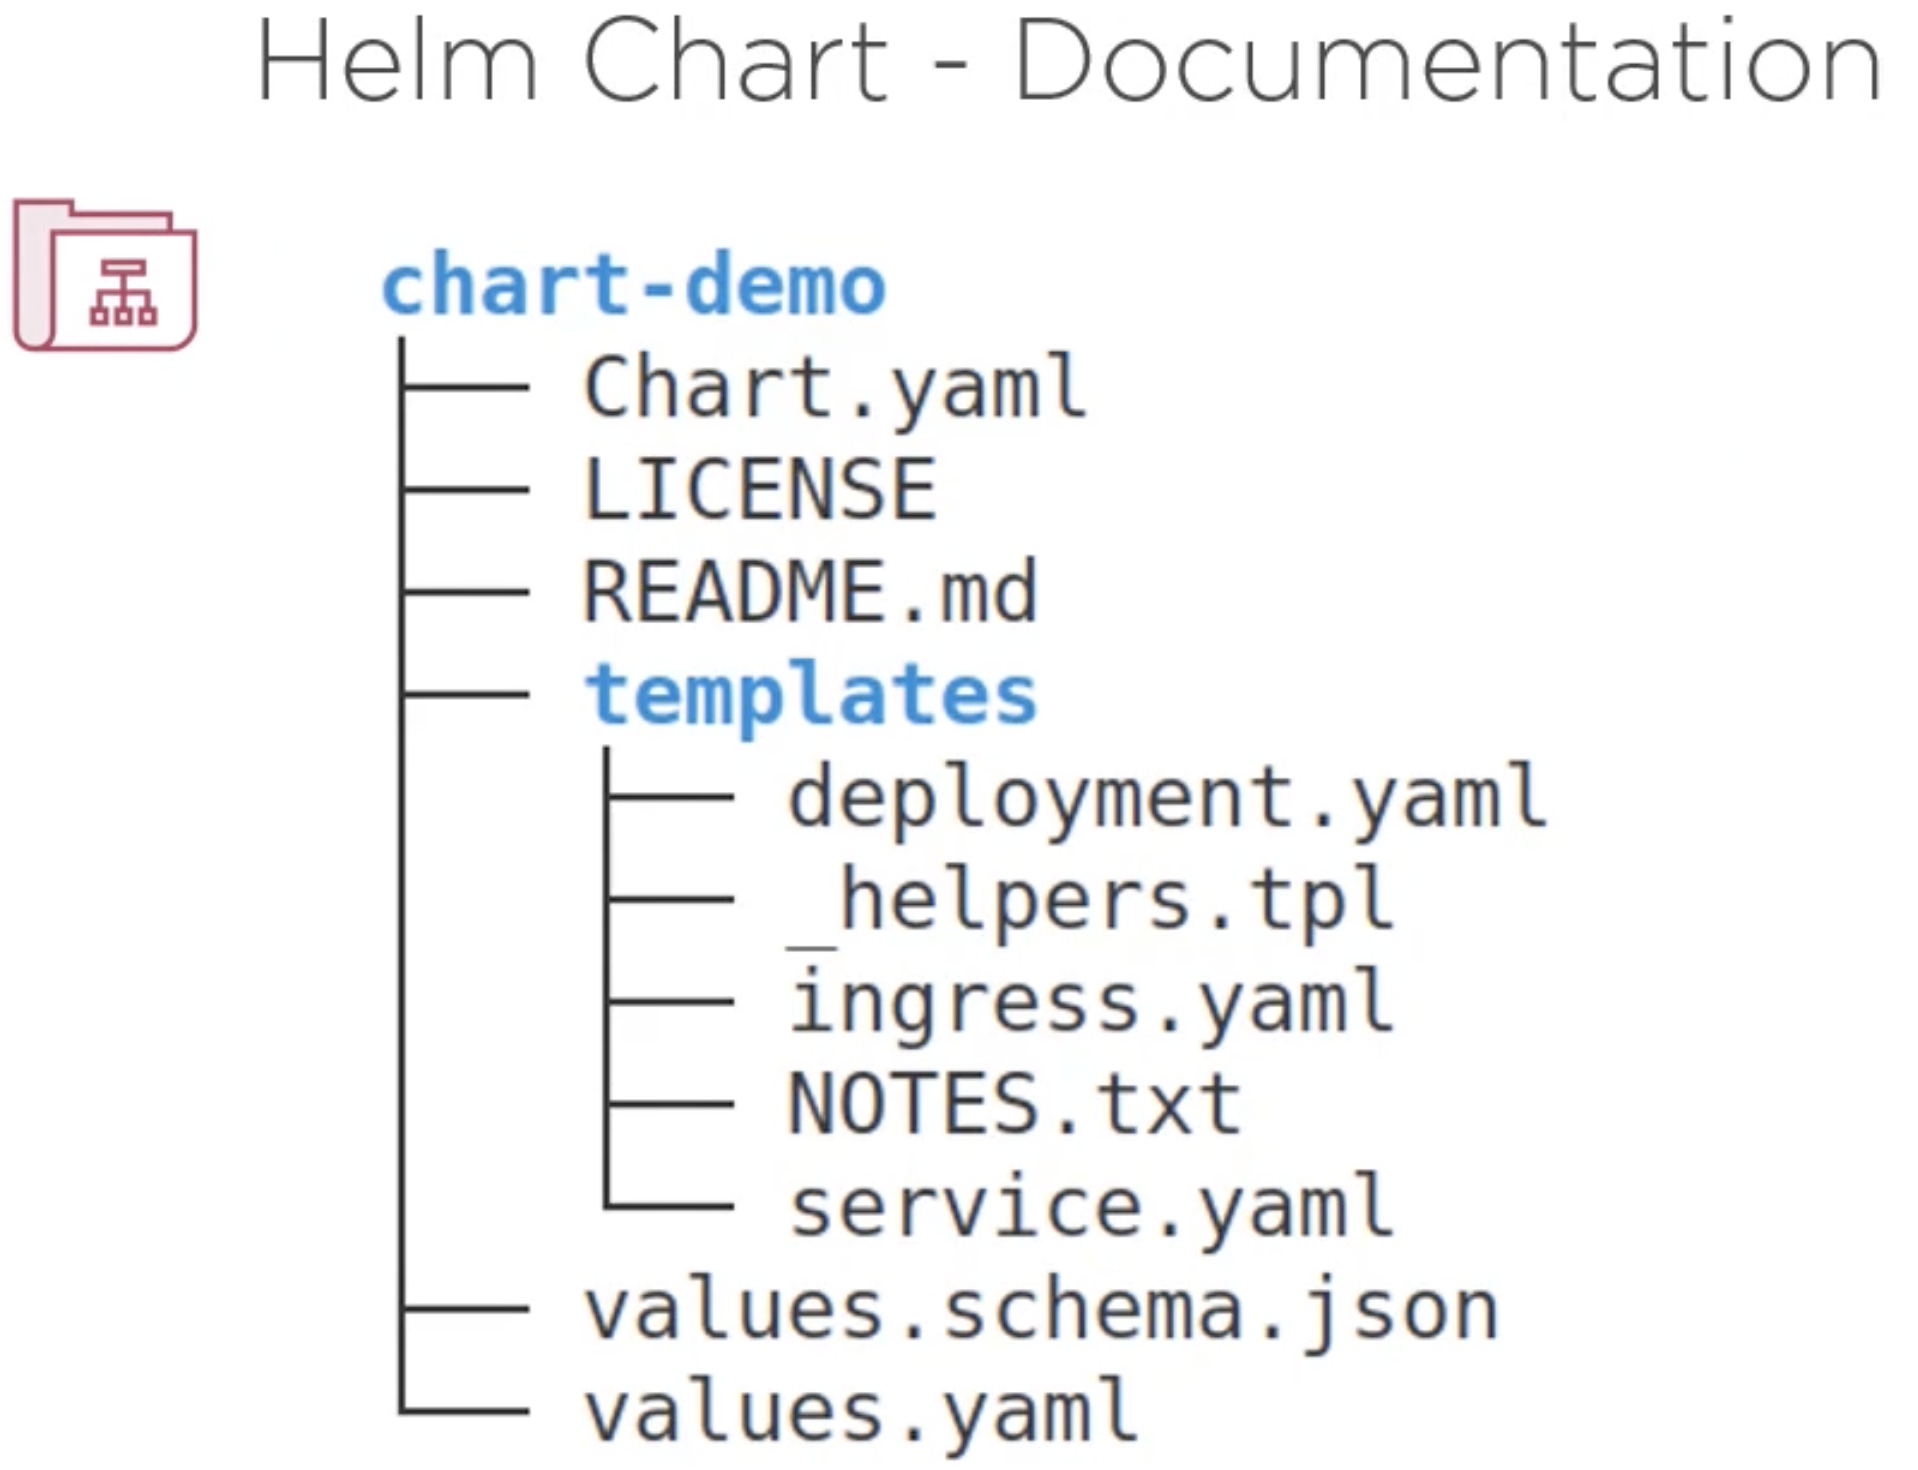 Helm Chart - Documentation
chart-demo
Chart.yaml
LICENSE
README.md
templates
deployment.yaml
_helpers.tpl
ingress.yaml
NOTES.txt
service.yaml
values.schema.json
values.yaml